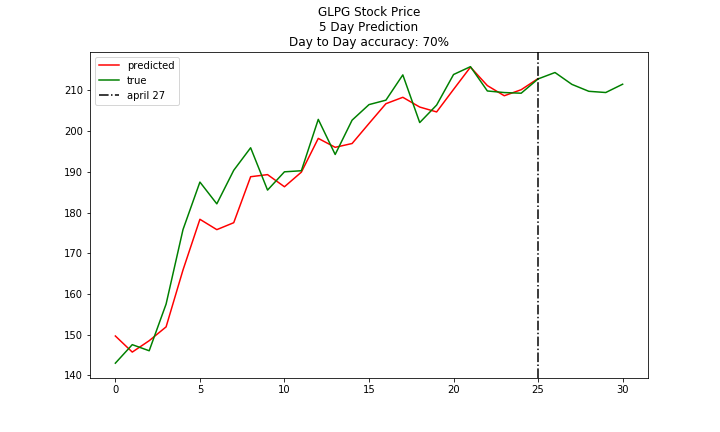 GLPG Stock Price
5 Day Prediction
Day to Day accuracy: 70%
predicted
true
april 27
210
200
190
180
170
160
150
140
0 5 10 15 20 25 30